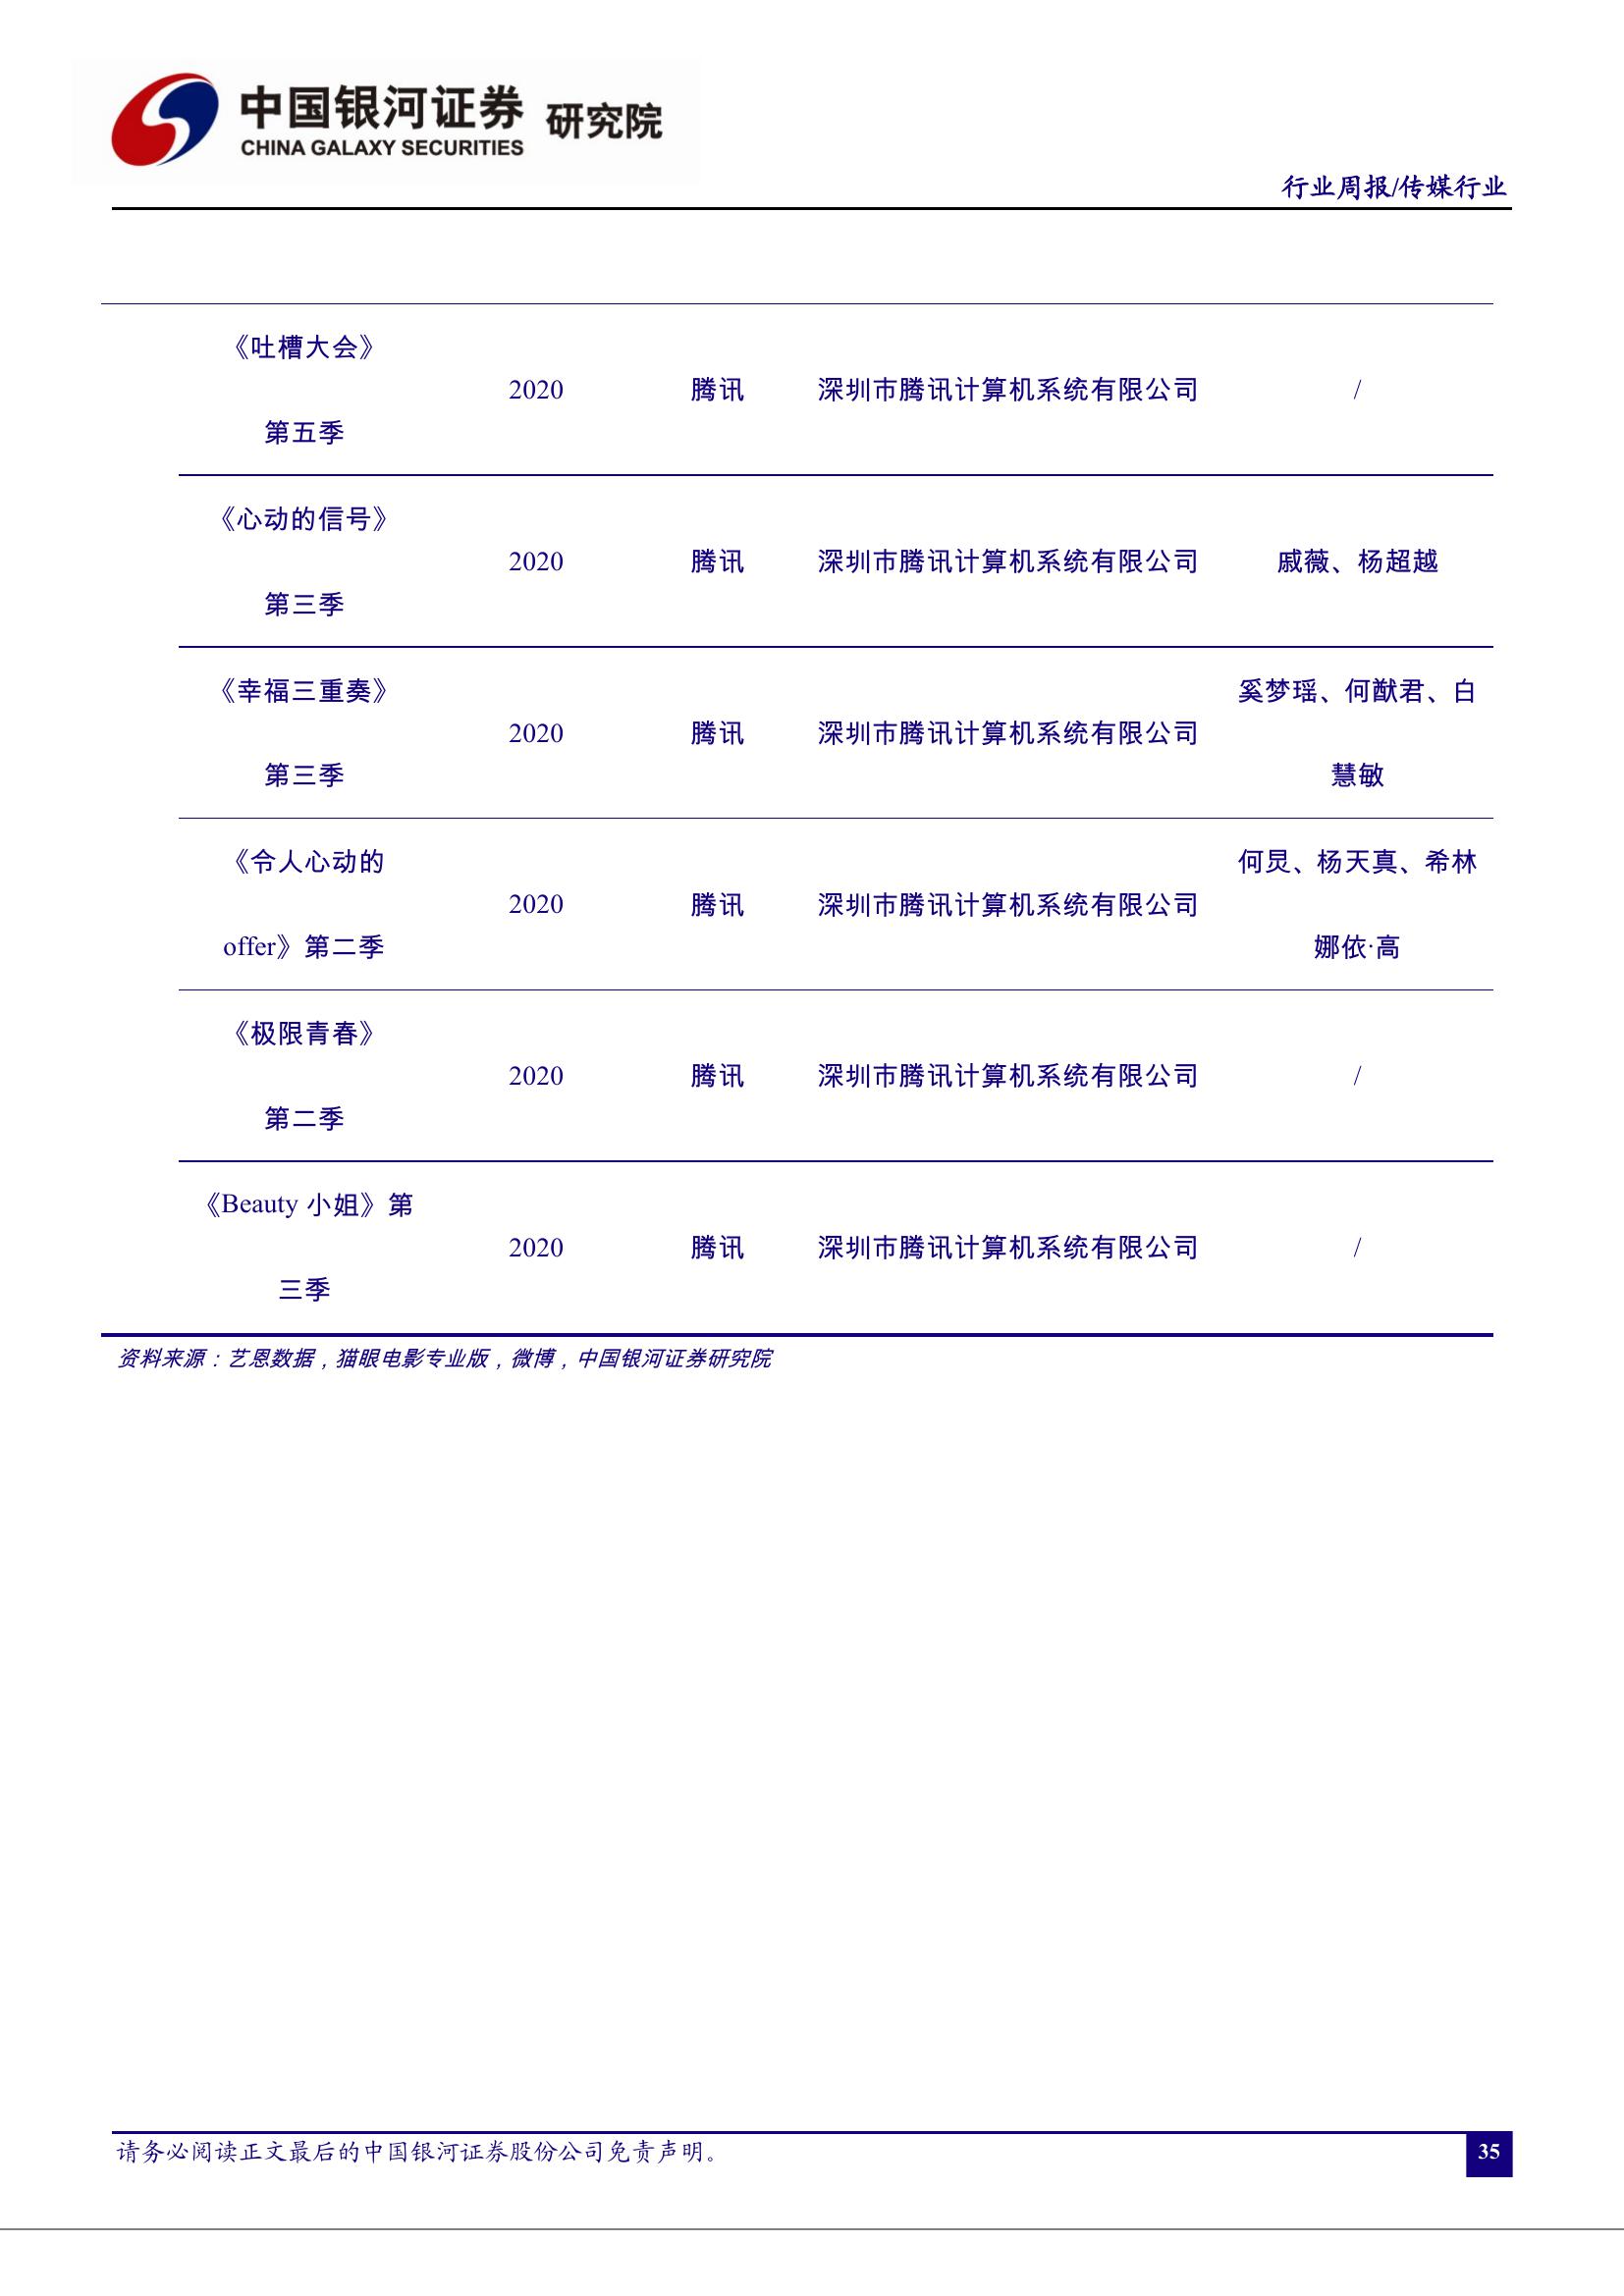 中国银河证券 研究院
CHINA GALAXY SECURITIES
行业周报/传媒行业
《吐槽大会》
第五季
2020
腾讯
深圳市腾讯计算机系统有限公司
/
《心动的信号》
第三季
2020
腾讯
深圳市腾讯计算机系统有限公司
戚薇、杨超越
《幸福三重奏》
第三季
2020
腾讯
深圳市腾讯计算机系统有限公司
奚梦瑶、何猷君、白
慧敏
《令人心动的
offer》第二季
2020
腾讯
深圳市腾讯计算机系统有限公司
何炅、杨天真、希林
娜依·高
《极限青春》
第二季
2020
腾讯
深圳市腾讯计算机系统有限公司
/
《Beauty 小姐》第
三季
2020
腾讯
深圳市腾讯计算机系统有限公司
/
资料来源：艺恩数据，猫眼电影专业版，微博，中国银河证券研究院
请务必阅读正文最后的中国银河证券股份公司免责声明。
35